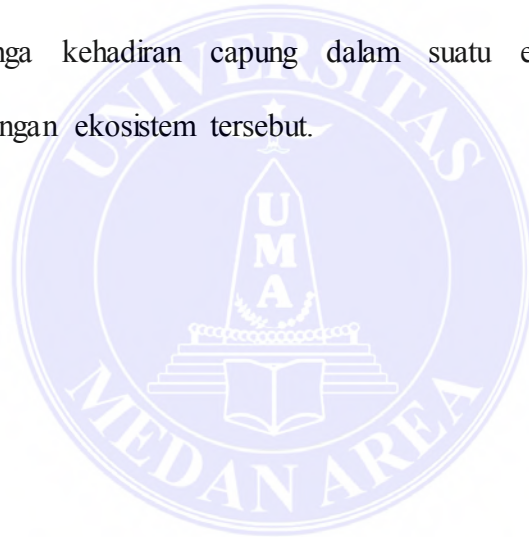 nga kehadiran capung dalam suatu e
ngan ekosistem tersebut.
UNIVERSITAS
UMA
MEDAN AREA